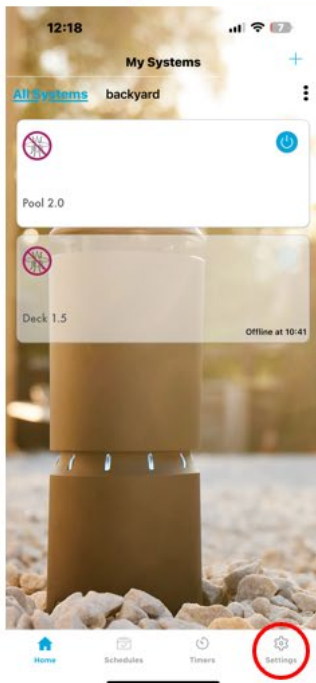 12:18
7
My Systems
All Systems backyard
Pool 2.0
Deck 1.5
Offline at 10:41
Home Schedules Timers Settings